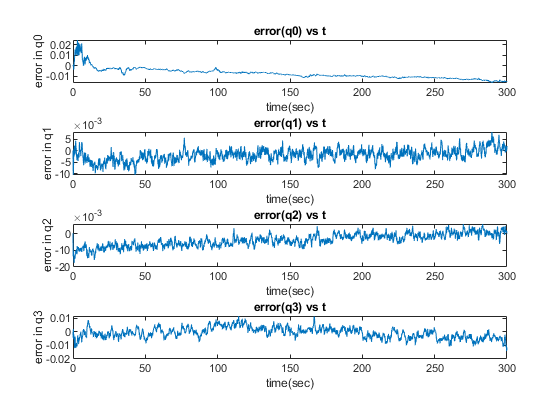 error(q0) vs t
error in q0
0.02
0.01
0
-0.01
0 50 100 150 200 250 300
time(sec)
error(q1) vs t
×10⁻³
error in q1
5
0
-5
-10
0 50 100 150 200 250 300
time(sec)
error(q2) vs t
×10⁻³
error in q2
0
-10
-20
0 50 100 150 200 250 300
time(sec)
error(q3) vs t
error in q3
0.01
0
-0.01
-0.02
0 50 100 150 200 250 300
time(sec)